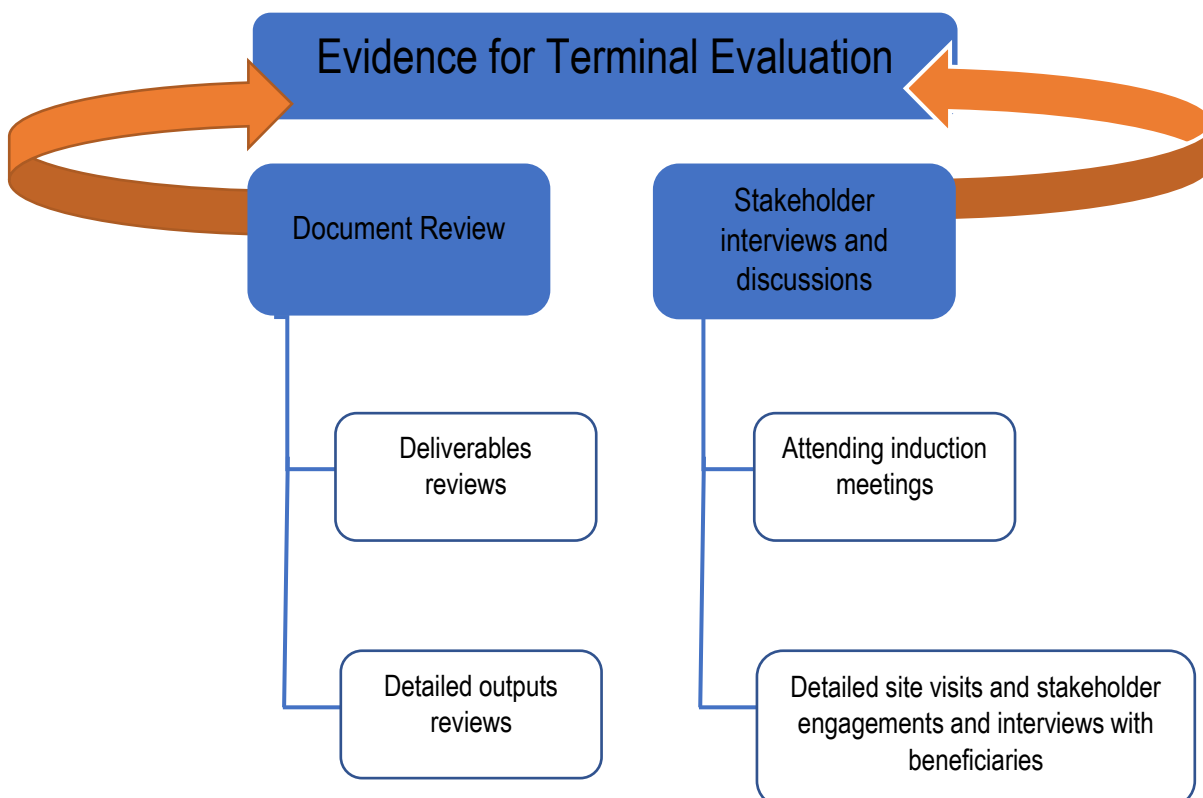 Evidence for Terminal Evaluation
Document Review
Stakeholder
interviews and
discussions
Deliverables
reviews
Attending induction
meetings
Detailed outputs
reviews
Detailed site visits and stakeholder
engagements and interviews with
beneficiaries